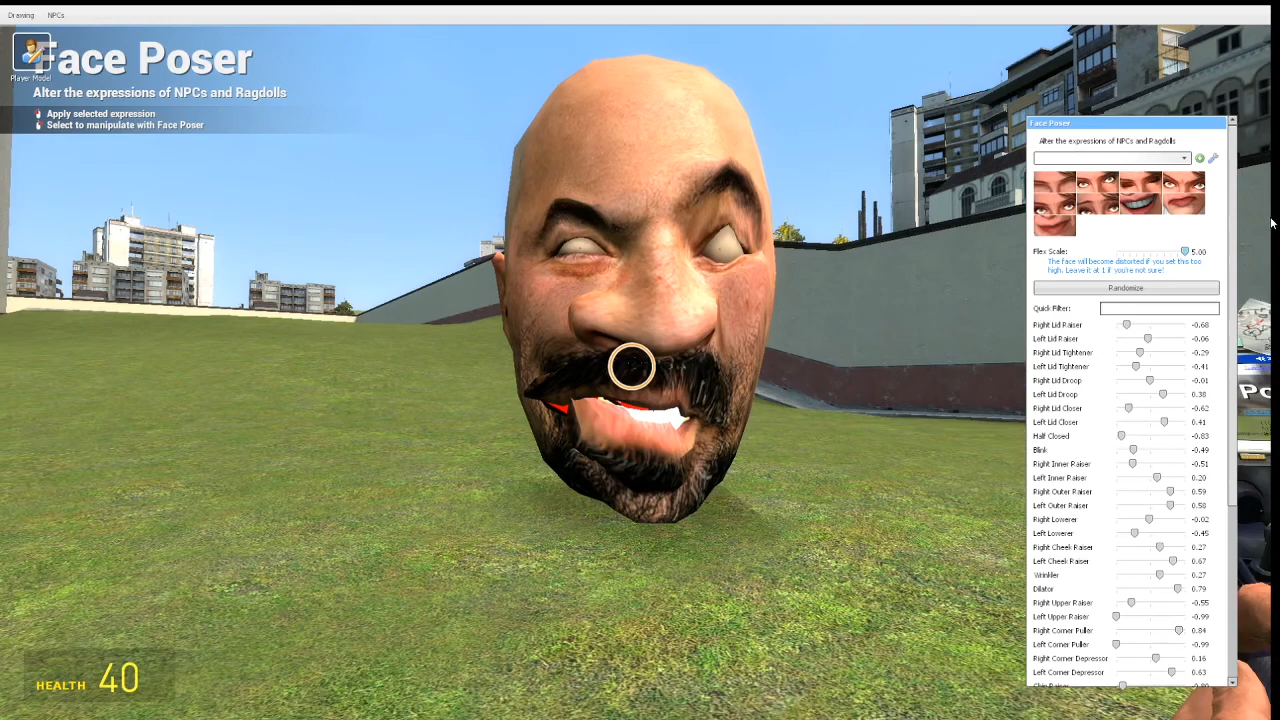 Drawing NPCs
Face Poser
Player Model
Alter the expressions of NPCs and Ragdolls
Apply selected expression
Select to manipulate with Face Poser
Face Poser
Alter the expressions of NPCs and Ragdolls
Flex Scale: 5.00
The face will become distorted if you set this too
high. Leave it at 1 if you're not sure!
Randomize
Quick Filter:
Right Lid Raiser -0.68
Left Lid Raiser -0.06
Right Lid Tightener -0.29
Left Lid Tightener -0.41
Right Lid Droop -0.01
Left Lid Droop 0.38
Right Lid Closer -0.62
Left Lid Closer 0.41
Half Closed -0.83
Blink -0.49
Right Inner Raiser -0.51
Left Inner Raiser 0.20
Right Outer Raiser 0.59
Left Outer Raiser 0.58
Right Lowerer -0.02
Left Lowerer -0.45
Right Cheek Raiser 0.27
Left Cheek Raiser 0.67
Wrinkler 0.27
Dilator 0.79
Right Upper Raiser -0.55
Left Upper Raiser -0.99
Right Corner Puller 0.84
Left Corner Puller -0.99
Right Corner Depressor 0.16
Left Corner Depressor 0.63
HEALTH 40